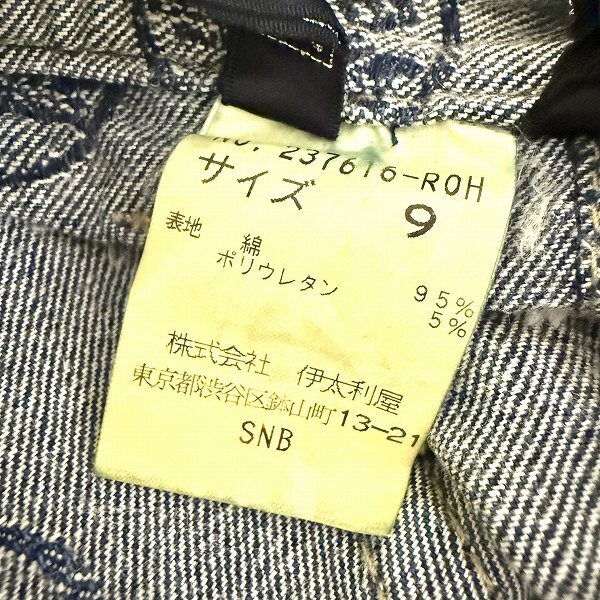 NO. 237616-ROH
サイズ 9
表地 綿 95%
ポリウレタン 5%
株式会社 伊太利屋
東京都渋谷区鉢山町13-21
SNB